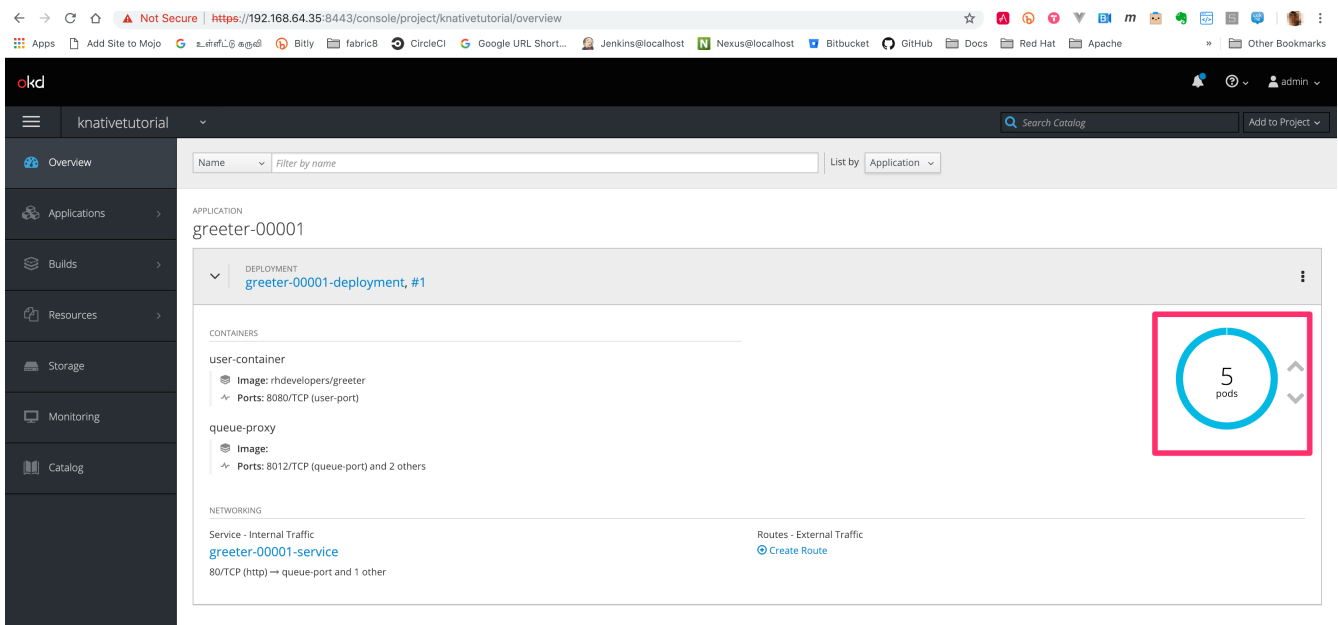 Not Secure | https://192.168.64.35:8443/console/project/knativetutorial/overview
Apps Add Site to Mojo உள்ளீட்டு கருவி Bitly fabric8 CircleCI Google URL Short... Jenkins@localhost Nexus@localhost Bitbucket GitHub Docs Red Hat Apache » Other Bookmarks
okd
admin
knativetutorial
Search Catalog
Add to Project
Overview
Name
Filter by name
List by Application
Applications
APPLICATION
greeter-00001
Builds
DEPLOYMENT
greeter-00001-deployment, #1
Resources
CONTAINERS
user-container
Image: rhdevelopers/greeter
Ports: 8080/TCP (user-port)
5
pods
Storage
Monitoring
queue-proxy
Image:
Ports: 8012/TCP (queue-port) and 2 others
Catalog
NETWORKING
Service - Internal Traffic
greeter-00001-service
80/TCP (http) → queue-port and 1 other
Routes - External Traffic
Create Route